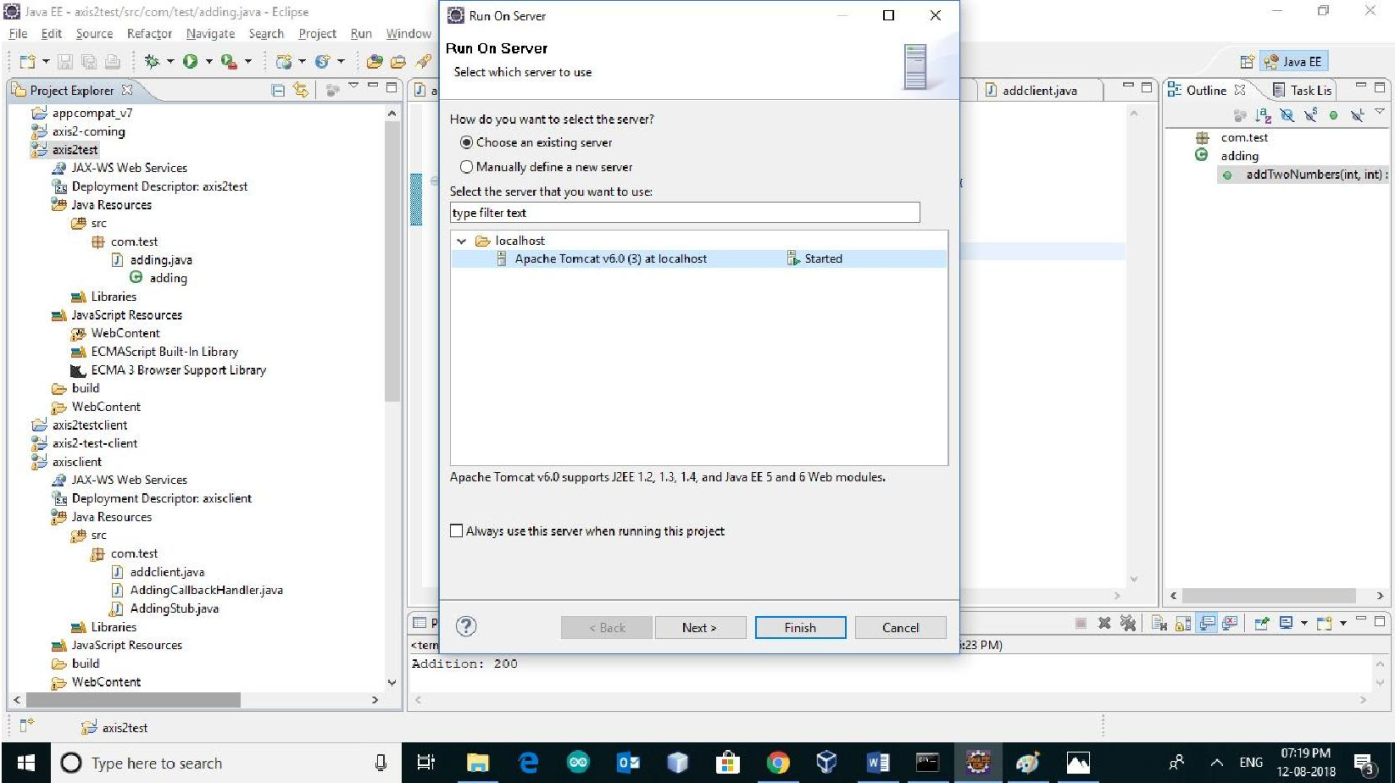 Java EE - axis2test/src/com/test/adding.java - Eclipse
File Edit Source Refactor Navigate Search Project Run Window
Java EE
Project Explorer
appcompat_v7
axis2-coming
axis2test
JAX-WS Web Services
Deployment Descriptor: axis2test
Java Resources
src
com.test
adding.java
adding
Libraries
JavaScript Resources
WebContent
ECMAScript Built-In Library
ECMA 3 Browser Support Library
build
WebContent
axis2testclient
axis2-test-client
axisclient
JAX-WS Web Services
Deployment Descriptor: axisclient
Java Resources
src
com.test
addclient.java
AddingCallbackHandler.java
AddingStub.java
Libraries
JavaScript Resources
build
WebContent
axis2test
Run On Server
Run On Server
Select which server to use
How do you want to select the server?
Choose an existing server
Manually define a new server
Select the server that you want to use:
type filter text
localhost
Apache Tomcat v6.0 (3) at localhost Started
Apache Tomcat v6.0 supports J2EE 1.2, 1.3, 1.4, and Java EE 5 and 6 Web modules.
Always use this server when running this project
< Back Next > Finish Cancel
addclient.java
Outline Task Lis
com.test
adding
addTwoNumbers(int, int) :
<tern :23 PM)
Addition: 200
Type here to search
ENG
07:19 PM
12-08-2018
3